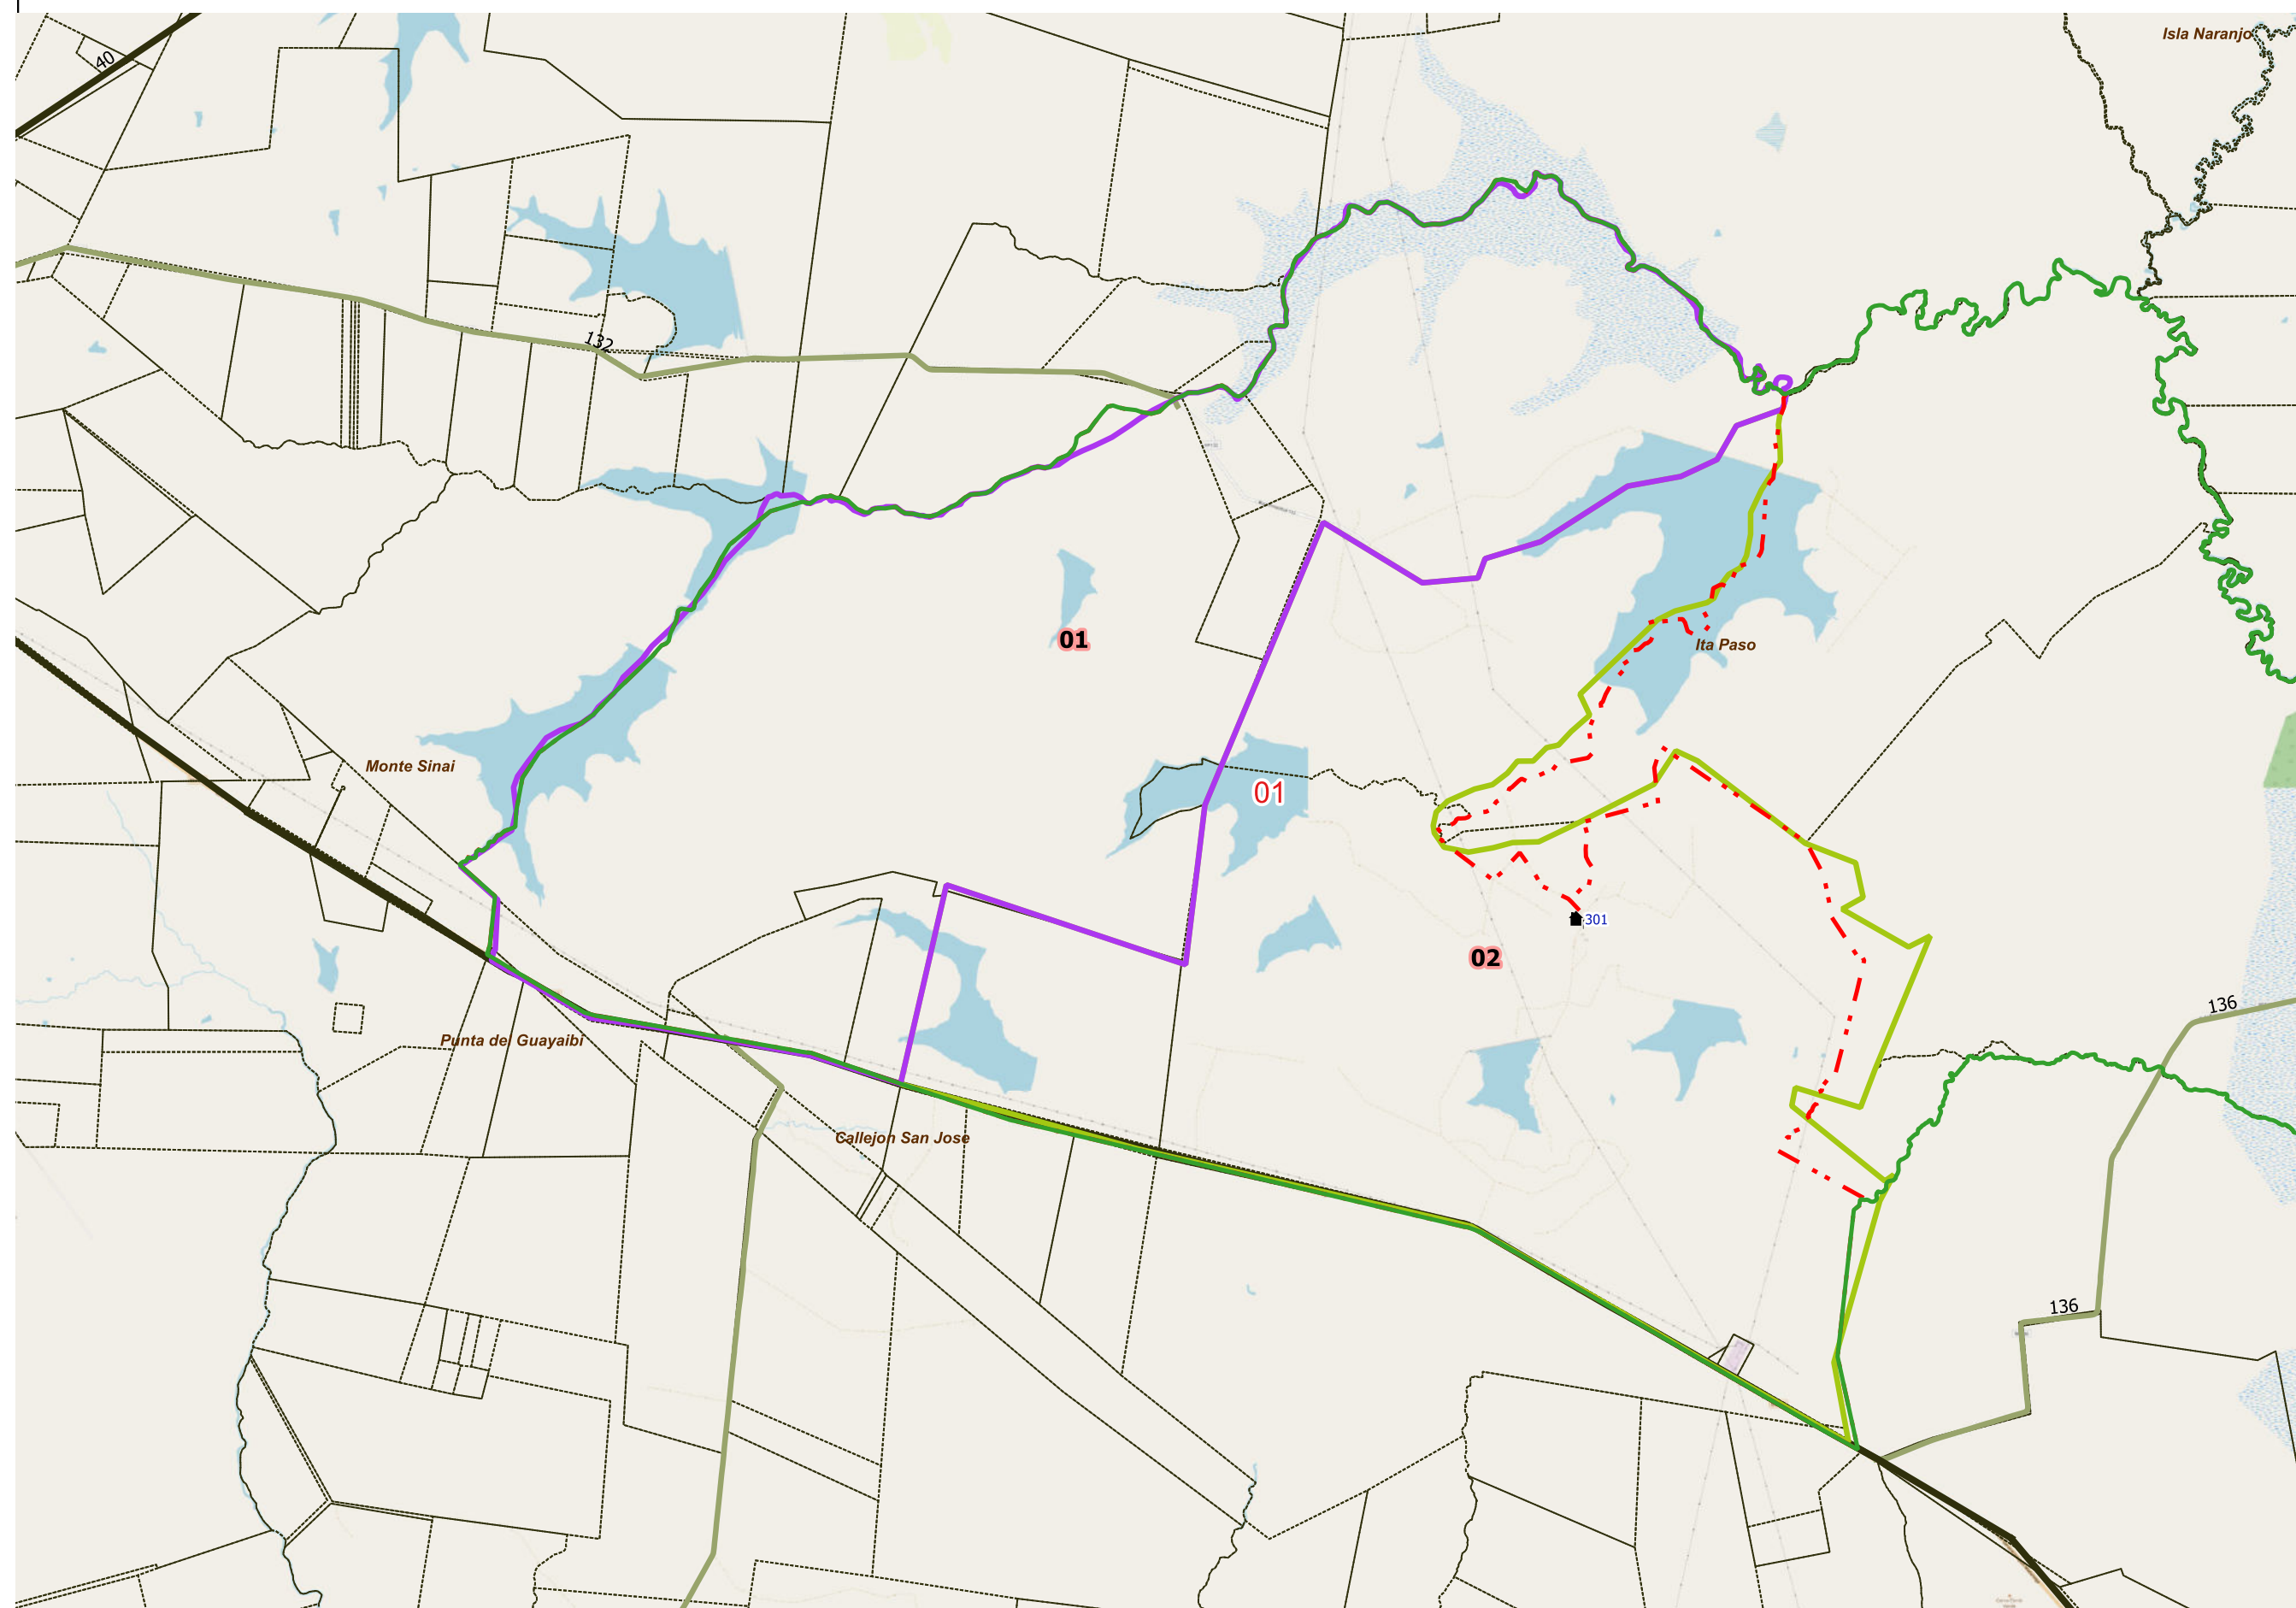 Isla Naranjo
40
132
01
Ita Paso
Monte Sinai
01
301
02
136
Punta del Guayaibi
Callejon San Jose
136